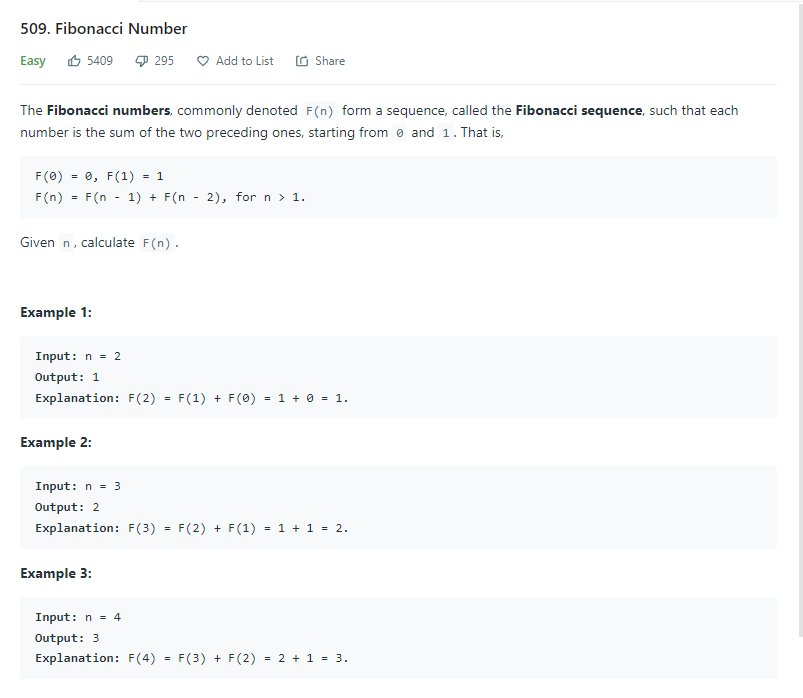 509. Fibonacci Number
Easy 5409 295 Add to List Share
The Fibonacci numbers, commonly denoted F(n) form a sequence, called the Fibonacci sequence, such that each
number is the sum of the two preceding ones, starting from 0 and 1. That is,
F(0) = 0, F(1) = 1
F(n) = F(n - 1) + F(n - 2), for n > 1.
Given n, calculate F(n).
Example 1:
Input: n = 2
Output: 1
Explanation: F(2) = F(1) + F(0) = 1 + 0 = 1.
Example 2:
Input: n = 3
Output: 2
Explanation: F(3) = F(2) + F(1) = 1 + 1 = 2.
Example 3:
Input: n = 4
Output: 3
Explanation: F(4) = F(3) + F(2) = 2 + 1 = 3.